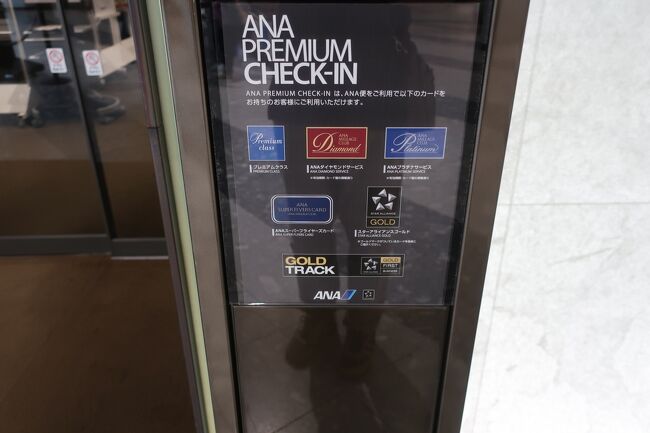 ANA
PREMIUM
CHECK-IN
ANA PREMIUM CHECK-IN は、ANA便をご利用で以下のカードを
お持ちのお客様にご利用いただけます。
Premium
class
ANA
MILEAGE
CLUB
Diamond
ANA
MILEAGE
CLUB
Platinum
プレミアムクラス
PREMIUM CLASS
ANAダイヤモンドサービス
ANA DIAMOND SERVICE
ANAプラチナサービス
ANA PLATINUM SERVICE
ANA
SUPER FLYERS CARD
STAR ALLIANCE
GOLD
ANAスーパーフライヤーズカード
ANA SUPER FLYERS CARD
スターアライアンスゴールド
STAR ALLIANCE GOLD
GOLD
TRACK
GOLD
FIRST
BUSINESS
ANA